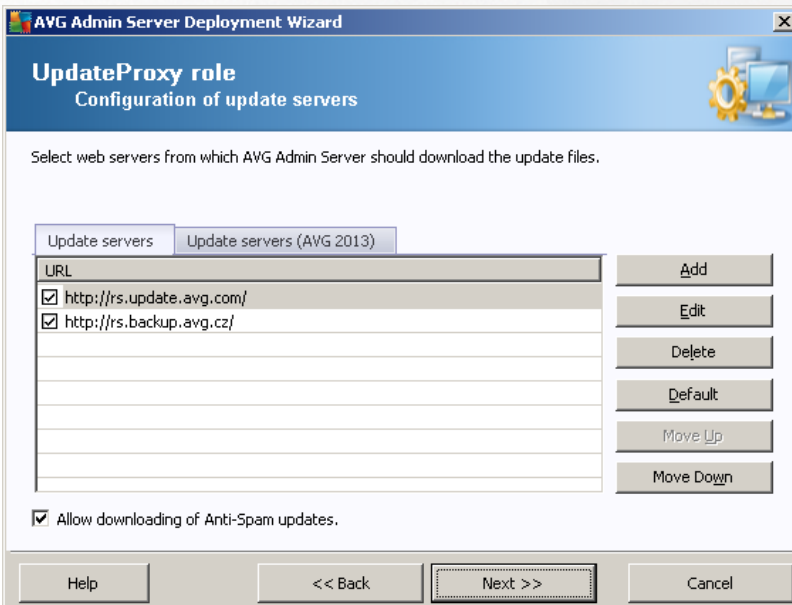 AVG Admin Server Deployment Wizard
UpdateProxy role
Configuration of update servers
Select web servers from which AVG Admin Server should download the update files.
Update servers
Update servers (AVG 2013)
URL
http://rs.update.avg.com/
http://rs.backup.avg.cz/
Add
Edit
Delete
Default
Move Up
Move Down
Allow downloading of Anti-Spam updates.
Help
<< Back
Next >>
Cancel